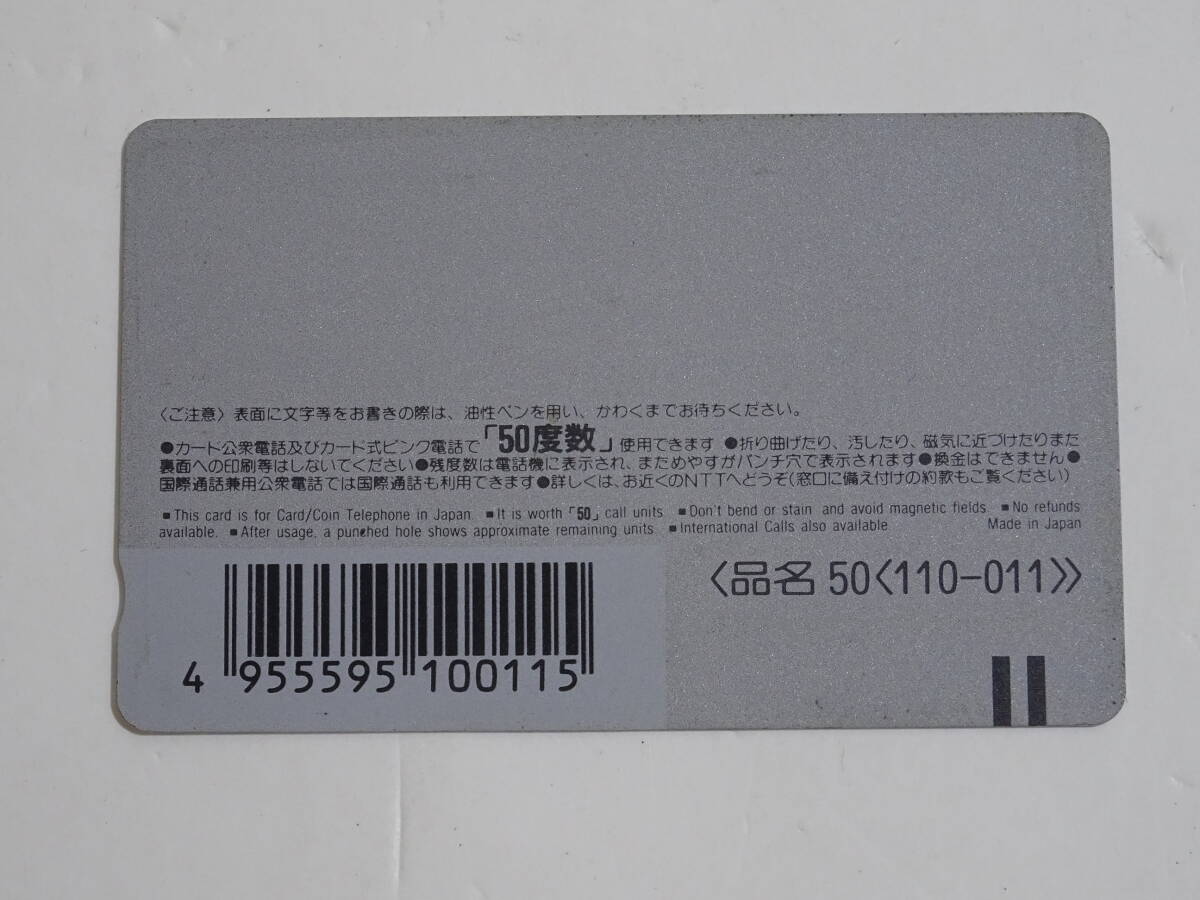 〈ご注意〉表面に文字等をお書きの際は、油性ペンを用い、かわくまでお待ちください。
●カード公衆電話及びカード式ピンク電話で「50度数」使用できます ●折り曲げたり、汚したり、磁気に近づけたりまた
裏面への印刷等はしないでください●残度数は電話機に表示され、まためやすがパンチ穴で表示されます●換金はできません●
国際通話兼用公衆電話では国際通話も利用できます●詳しくは、お近くのNTTへどうぞ(窓口に備え付けの約款もご覧ください)
■ This card is for Card/Coin Telephone in Japan ■ It is worth「50」call units ■ Don't bend or stain and avoid magnetic fields ■ No refunds
available. ■ After usage, a punched hole shows approximate remaining units ■ International Calls also available. Made in Japan
〈品名 50〈110-011〉〉
4 955595 100115